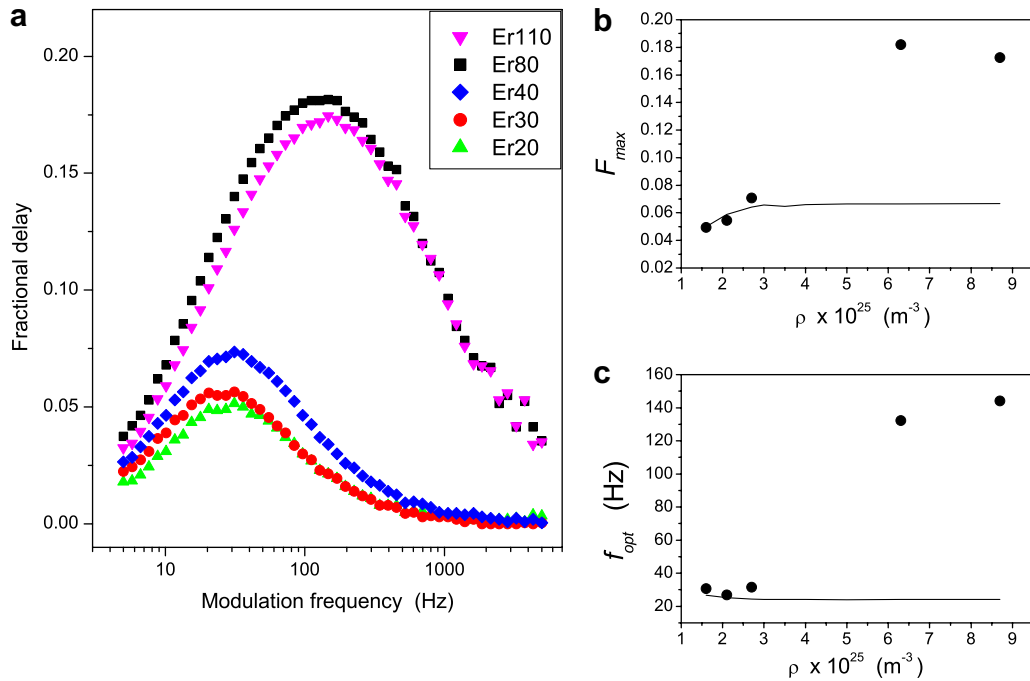 a
Er110
Er80
Er40
Er30
Er20
0.20
0.15
0.10
0.05
0.00
Fractional delay
10
100
1000
Modulation frequency (Hz)
b
0.20
0.18
0.16
0.14
0.12
0.10
0.08
0.06
0.04
0.02
F_max
1 2 3 4 5 6 7 8 9
ρ x 10^25 (m^-3)
c
160
140
120
100
80
60
40
20
f_opt (Hz)
1 2 3 4 5 6 7 8 9
ρ x 10^25 (m^-3)